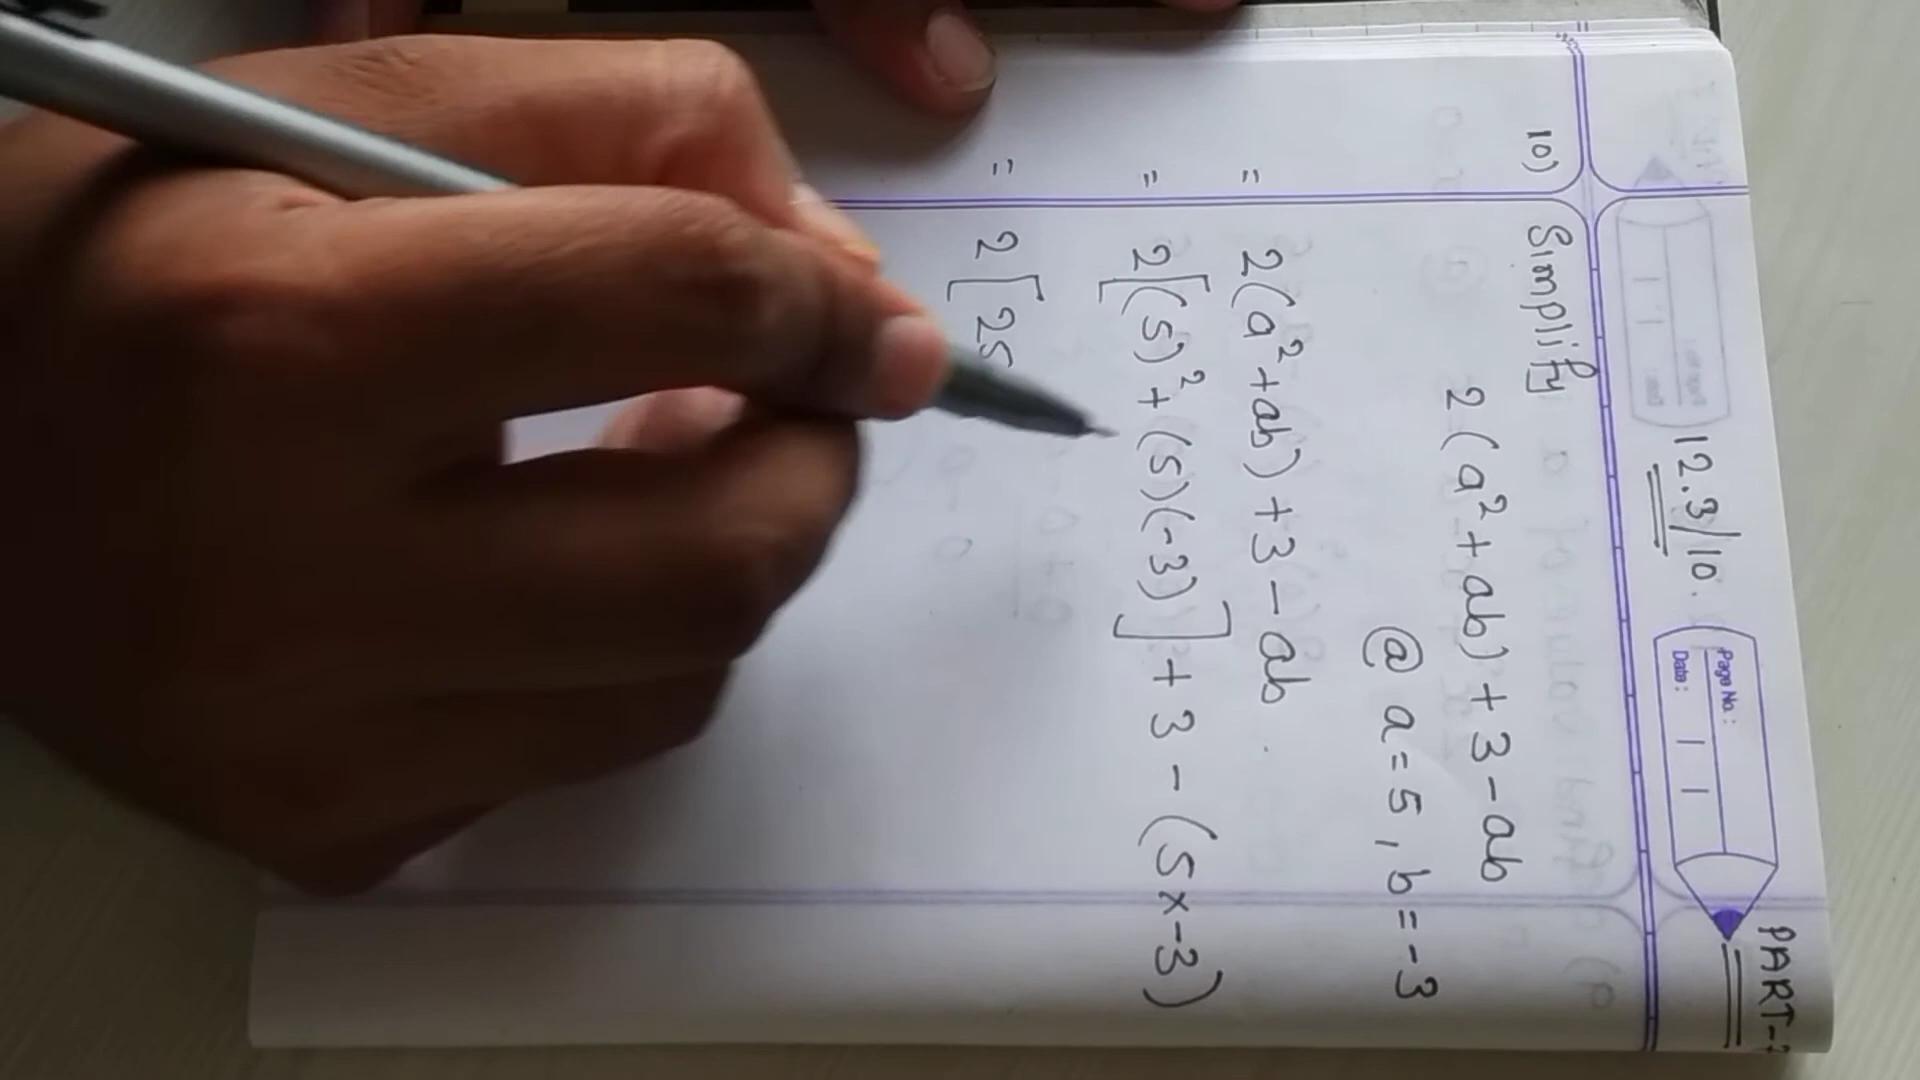 PART-
12.3/10.
Page No.:
Date:
10) Simplify
2(a²+ab)+3-ab
@ a=5, b=-3
= 2(a²+ab)+3-ab
= 2[(5)²+(5)(-3)]+3-(5x-3)
= 2[25